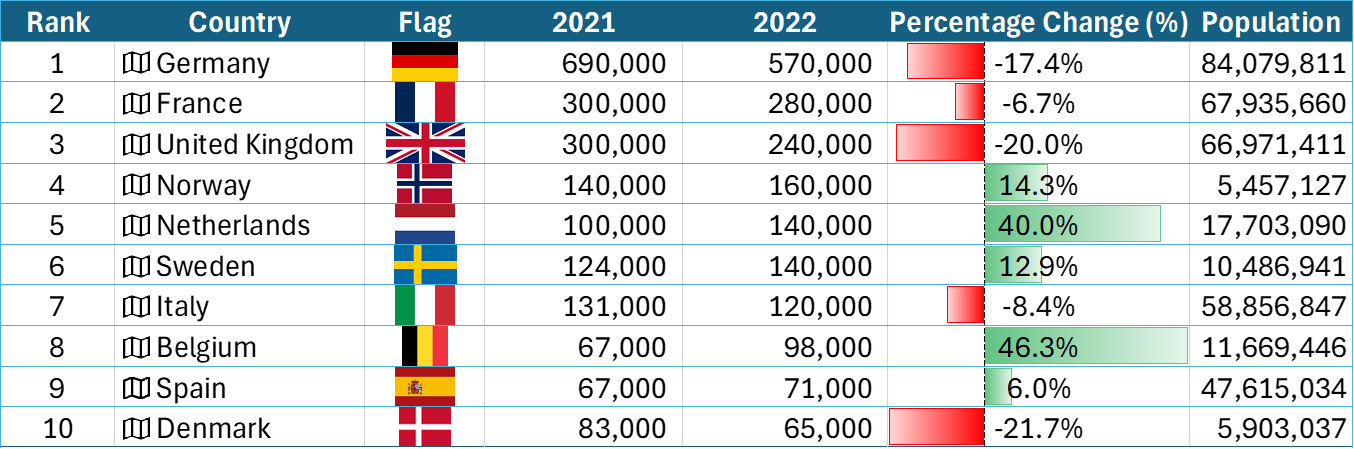 Rank Country Flag 2021 2022 Percentage Change (%) Population
1 Germany 690,000 570,000 -17.4% 84,079,811
2 France 300,000 280,000 -6.7% 67,935,660
3 United Kingdom 300,000 240,000 -20.0% 66,971,411
4 Norway 140,000 160,000 14.3% 5,457,127
5 Netherlands 100,000 140,000 40.0% 17,703,090
6 Sweden 124,000 140,000 12.9% 10,486,941
7 Italy 131,000 120,000 -8.4% 58,856,847
8 Belgium 67,000 98,000 46.3% 11,669,446
9 Spain 67,000 71,000 6.0% 47,615,034
10 Denmark 83,000 65,000 -21.7% 5,903,037